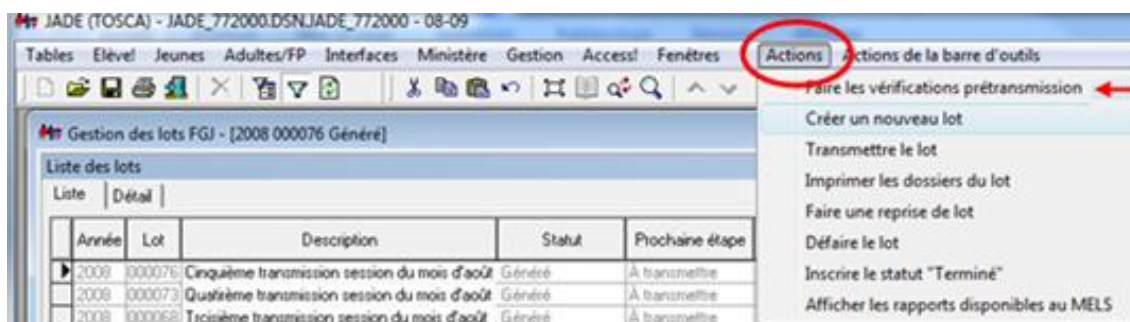 JADE (TOSCA) - JADE_772000.DSN.JADE_772000 - 08-09
Tables Elève! Jeunes Adultes/FP Interfaces Ministère Gestion Access! Fenêtres Actions Actions de la barre d'outils
Faire les vérifications prétransmission
Créer un nouveau lot
Transmettre le lot
Imprimer les dossiers du lot
Faire une reprise de lot
Défaire le lot
Inscrire le statut "Terminé"
Afficher les rapports disponibles au MELS
Gestion des lots FGJ - [2008 000076 Généré]
Liste des lots
Liste Détail
Année Lot Description Statut Prochaine étape
2008 000076 Cinquième transmission session du mois d'août Généré À transmettre
2008 000073 Quatrième transmission session du mois d'août Généré À transmettre
2008 000068 Troisième transmission session du mois d'août Généré À transmettre